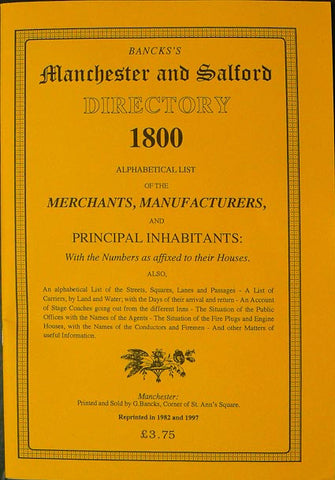 BANCKS'S
Manchester and Salford
DIRECTORY
1800
ALPHABETICAL LIST
OF THE
MERCHANTS, MANUFACTURERS,
AND
PRINCIPAL INHABITANTS:
With the Numbers as affixed to their Houses.
ALSO,
An alphabetical List of the Streets, Squares, Lanes and Passages - A List of
Carriers, by Land and Water; with the Days of their arrival and return - An Account
of Stage Coaches going out from the different Inns - The Situation of the Public
Offices with the Names of the Agents - The Situation of the Fire Plugs and Engine
Houses, with the Names of the Conductors and Firemen - And other Matters of
useful Information.
Manchester:
Printed and Sold by G.Bancks, Corner of St. Ann's Square.
Reprinted in 1982 and 1997
£3.75